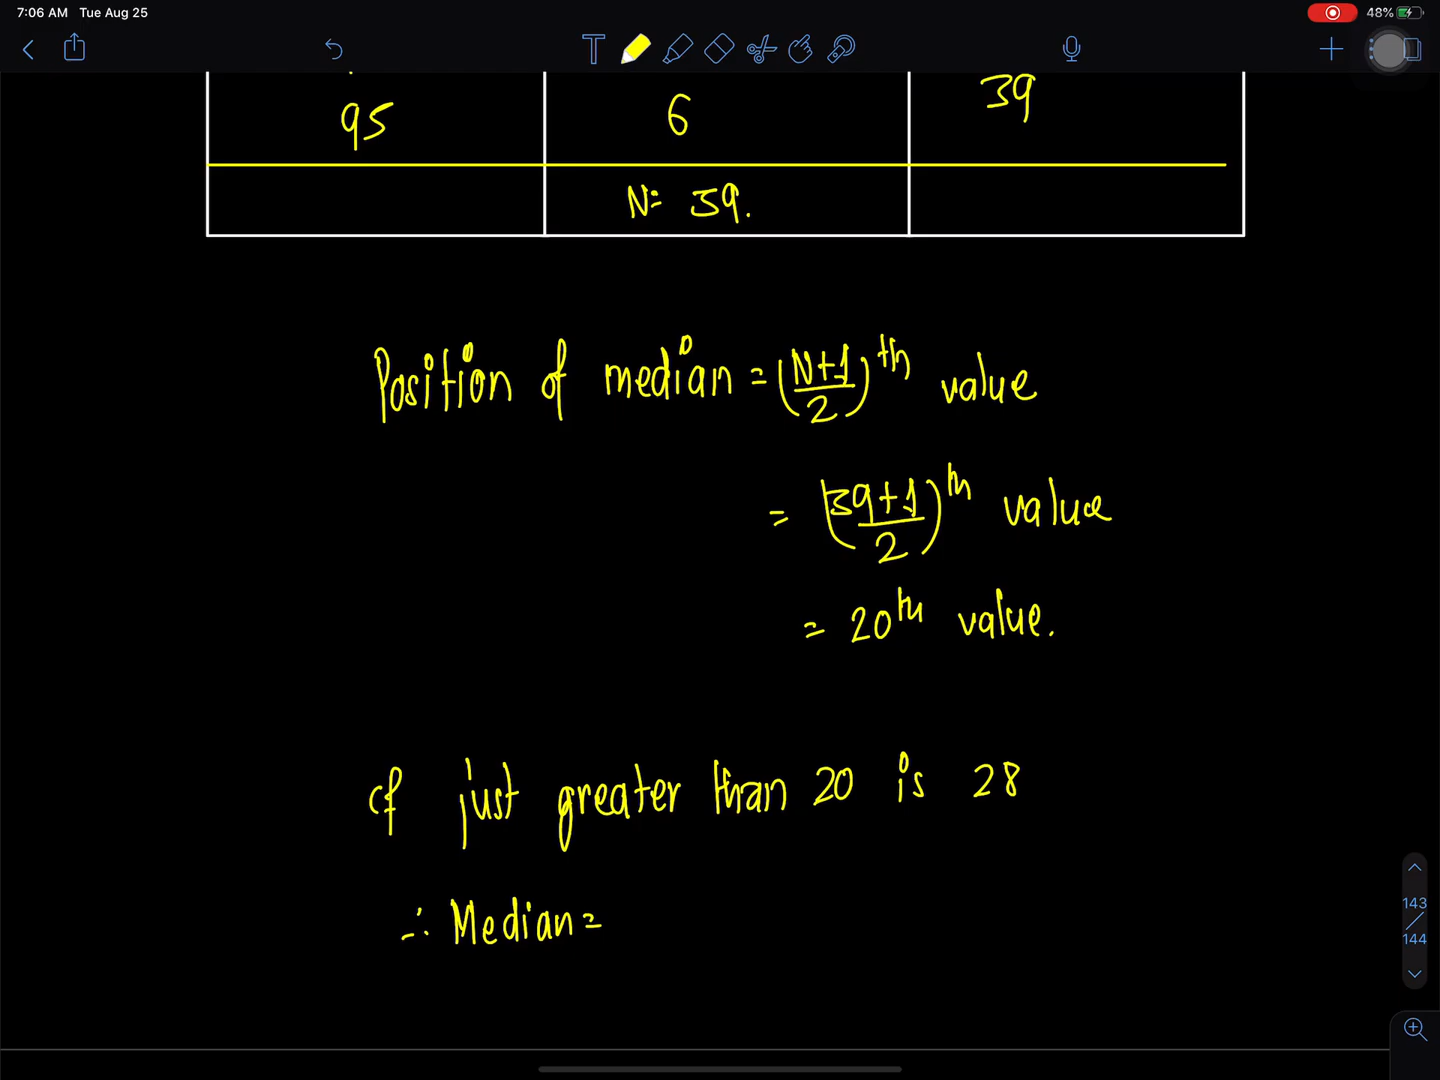 7:06 AM Tue Aug 25
48%
T
95 6 39
N= 39.
Position of median = (N+1/2)th value
= (39+1/2)th value
= 20th value.
cf just greater than 20 is 28
∴ Median =
143
144